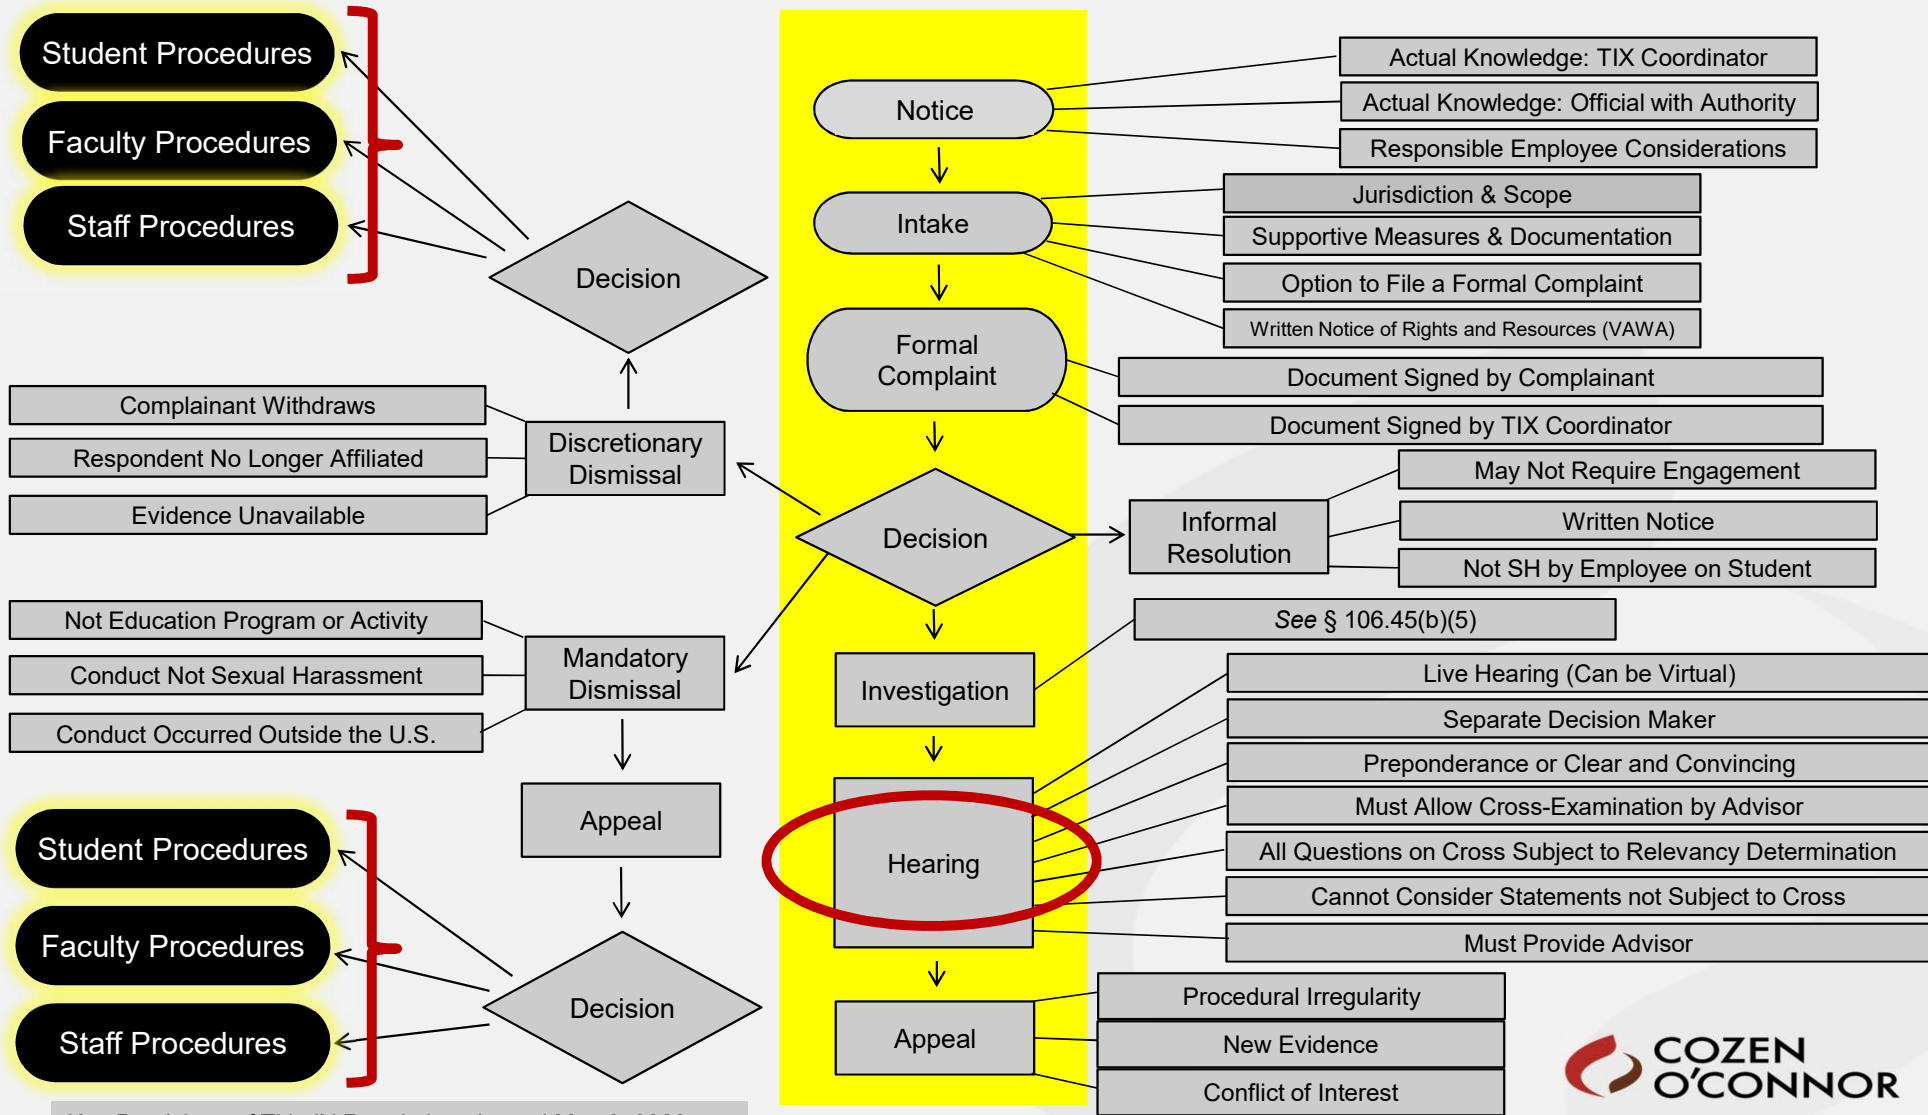 Student Procedures
Faculty Procedures
Staff Procedures
Decision
Complainant Withdraws
Respondent No Longer Affiliated
Evidence Unavailable
Discretionary
Dismissal
Not Education Program or Activity
Conduct Not Sexual Harassment
Conduct Occurred Outside the U.S.
Mandatory
Dismissal
Appeal
Student Procedures
Faculty Procedures
Staff Procedures
Decision
Notice
Actual Knowledge: TIX Coordinator
Actual Knowledge: Official with Authority
Responsible Employee Considerations
Intake
Jurisdiction & Scope
Supportive Measures & Documentation
Option to File a Formal Complaint
Written Notice of Rights and Resources (VAWA)
Formal
Complaint
Document Signed by Complainant
Document Signed by TIX Coordinator
Decision
Informal
Resolution
May Not Require Engagement
Written Notice
Not SH by Employee on Student
Investigation
See § 106.45(b)(5)
Hearing
Live Hearing (Can be Virtual)
Separate Decision Maker
Preponderance or Clear and Convincing
Must Allow Cross-Examination by Advisor
All Questions on Cross Subject to Relevancy Determination
Cannot Consider Statements not Subject to Cross
Must Provide Advisor
Appeal
Procedural Irregularity
New Evidence
Conflict of Interest
COZEN
O'CONNOR